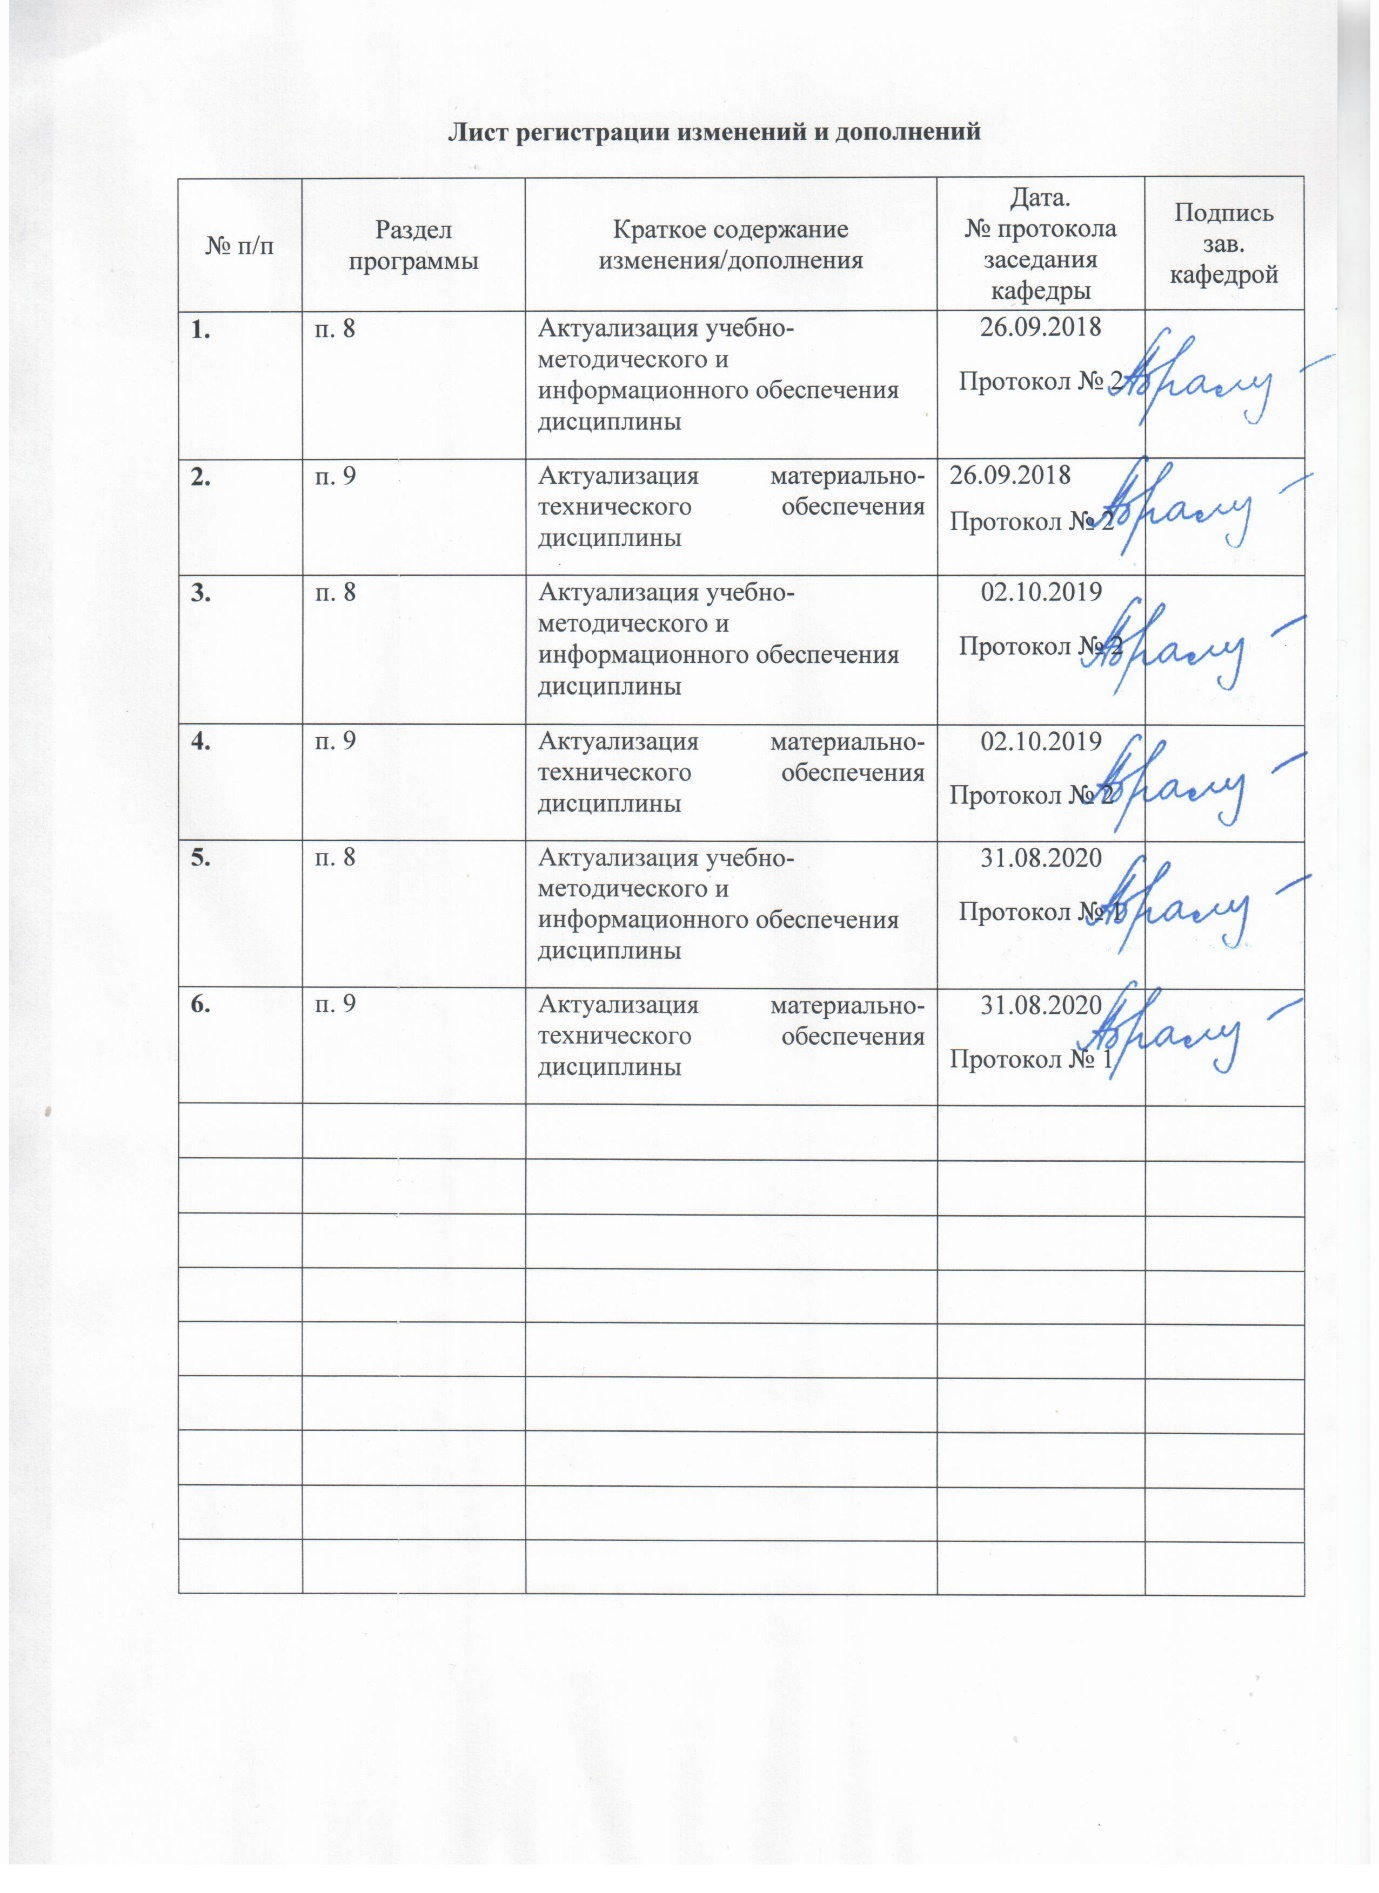 Лист регистрации изменений и дополнений
№ п/п
Раздел
программы
Краткое содержание
изменения/дополнения
Дата.
№ протокола
заседания
кафедры
Подпись
зав.
кафедрой
1.
п. 8
Актуализация учебно-
методического и
информационного обеспечения
дисциплины
26.09.2018
Протокол № 2
2.
п. 9
Актуализация материально-
технического обеспечения
дисциплины
26.09.2018
Протокол № 2
3.
п. 8
Актуализация учебно-
методического и
информационного обеспечения
дисциплины
02.10.2019
Протокол № 2
4.
п. 9
Актуализация материально-
технического обеспечения
дисциплины
02.10.2019
Протокол № 2
5.
п. 8
Актуализация учебно-
методического и
информационного обеспечения
дисциплины
31.08.2020
Протокол № 1
6.
п. 9
Актуализация материально-
технического обеспечения
дисциплины
31.08.2020
Протокол № 1